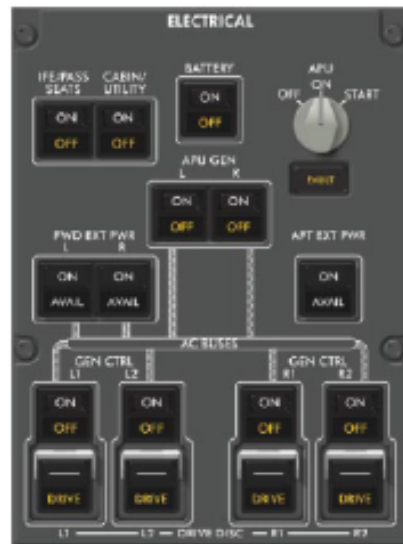 ELECTRICAL
IFE/PASS SEATS
CABIN/ UTILITY
BATTERY
APU
OFF ON START
ON ON
OFF OFF
ON
OFF
FAULT
APU GEN
L R
ON ON
OFF OFF
FWD EXT PWR
L R
ON ON
AVAIL AVAIL
AFT EXT PWR
ON
AVAIL
AC BUSES
GEN CTRL
L1 L2
GEN CTRL
R1 R2
ON ON ON ON
OFF OFF OFF OFF
DRIVE DRIVE DRIVE DRIVE
L1 L2 DRIVE DISC R1 R2